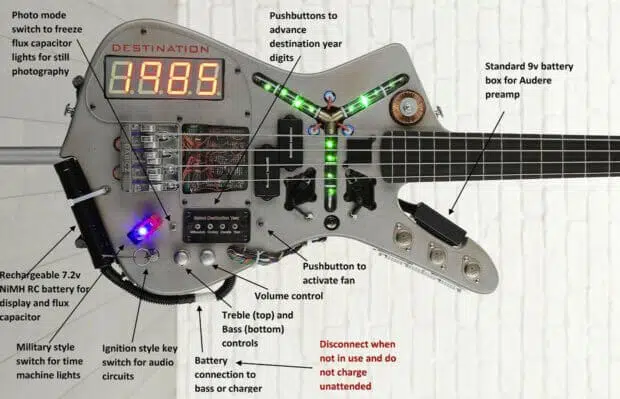 Photo mode
switch to freeze
flux capacitor
lights for still
photography
Pushbuttons to
advance
destination year
digits
Standard 9v battery
box for Audere
preamp
DESTINATION
1985
Select Destination Year
Rechargeable 7.2v
NiMH RC battery for
display and flux
capacitor
Military style
switch for time
machine lights
Ignition style key
switch for audio
circuits
Treble (top) and
Bass (bottom)
controls
Volume control
Pushbutton to
activate fan
Battery
connection to
bass or charger
Disconnect when
not in use and do
not charge
unattended